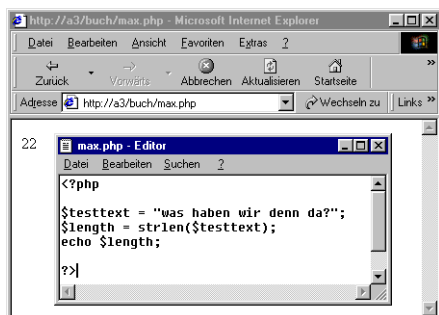 http://a3/buch/max.php - Microsoft Internet Explorer
Datei Bearbeiten Ansicht Favoriten Extras ?
Zurück Vorwärts Abbrechen Aktualisieren Startseite »
Adresse http://a3/buch/max.php Wechseln zu Links »
22
max.php - Editor
Datei Bearbeiten Suchen ?
<?php
$testtext = "was haben wir denn da?";
$length = strlen($testtext);
echo $length;
?>